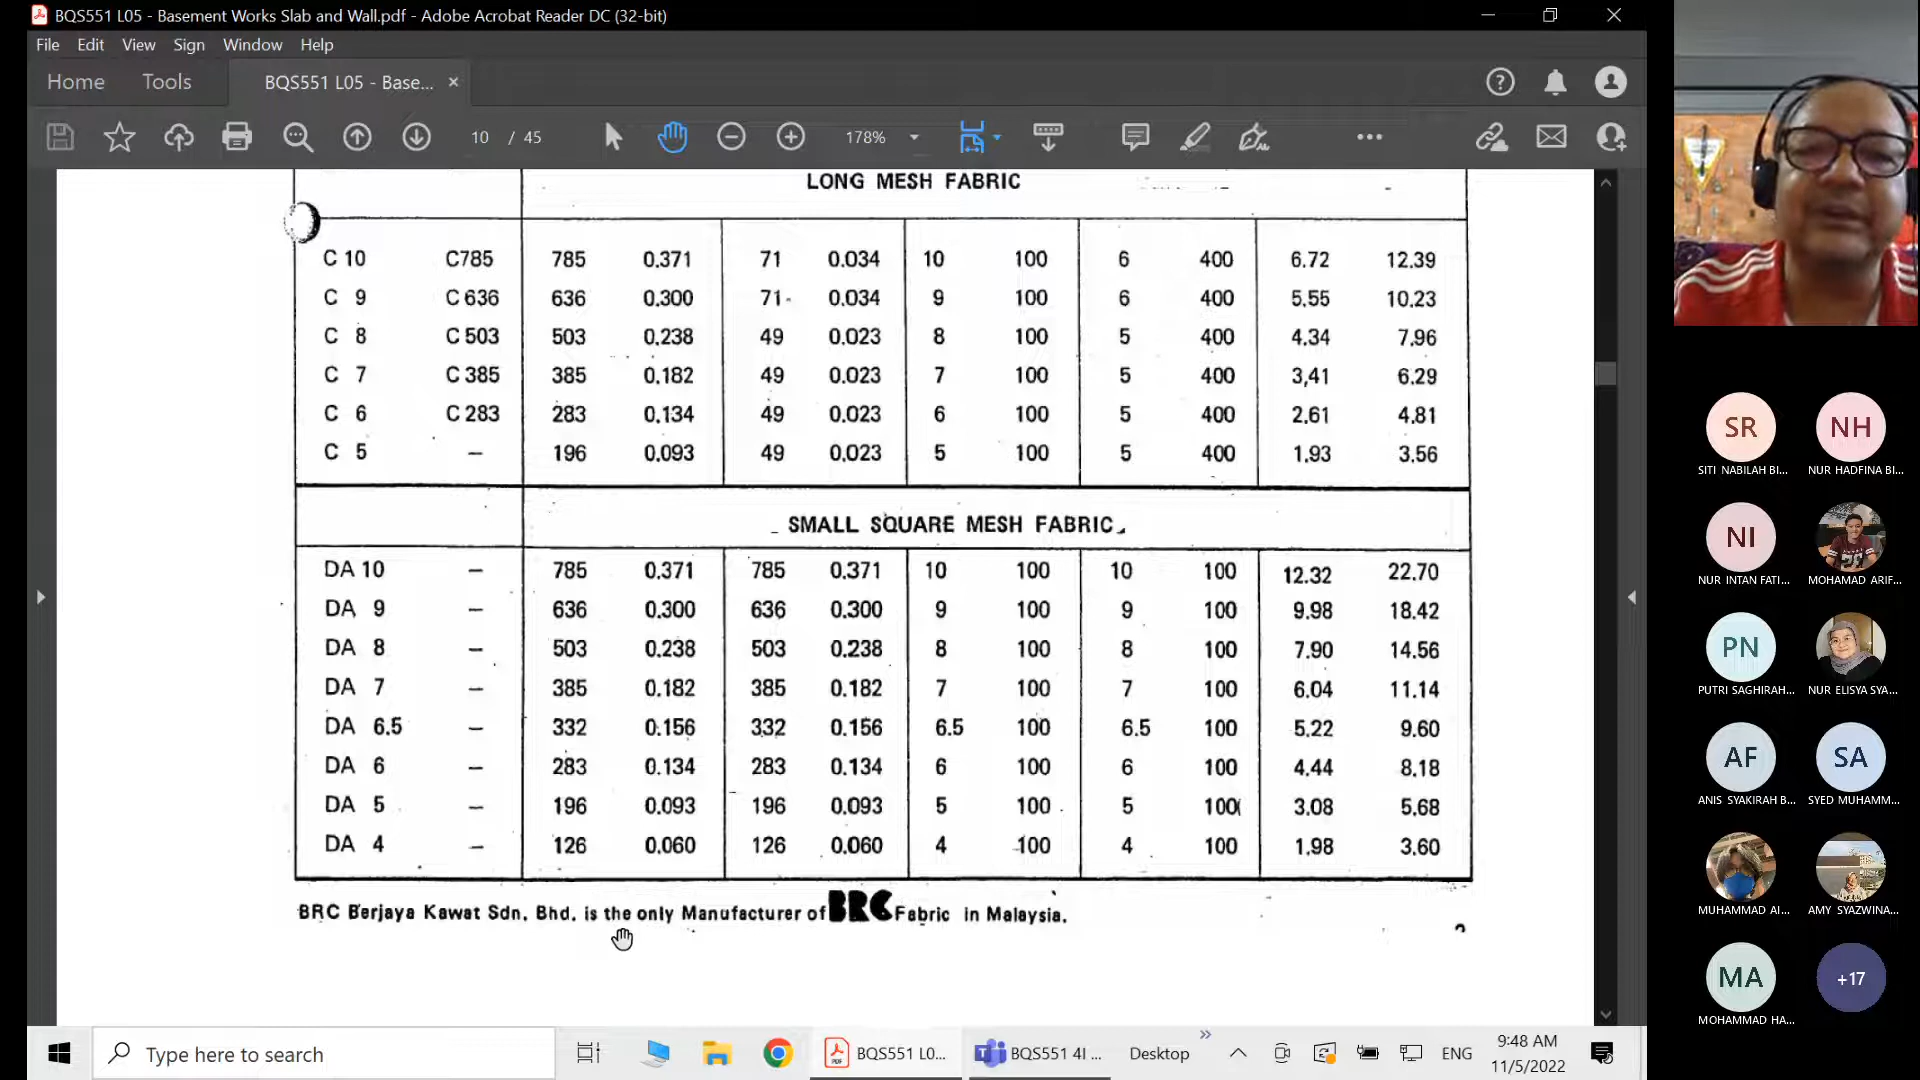 BQS551 L05 - Basement Works Slab and Wall.pdf - Adobe Acrobat Reader DC (32-bit)
File Edit View Sign Window Help
Home Tools BQS551 L05 - Base...
10 / 45 178%
LONG MESH FABRIC
C 10 C785 785 0.371 71 0.034 10 100 6 400 6.72 12.39
C 9 C 636 636 0.300 71 0.034 9 100 6 400 5.55 10.23
C 8 C 503 503 0.238 49 0.023 8 100 5 400 4.34 7.96
C 7 C 385 385 0.182 49 0.023 7 100 5 400 3,41 6.29
C 6 C 283 283 0.134 49 0.023 6 100 5 400 2.61 4.81
C 5 – 196 0.093 49 0.023 5 100 5 400 1.93 3.56
SMALL SQUARE MESH FABRIC
DA 10 – 785 0.371 785 0.371 10 100 10 100 12.32 22.70
DA 9 – 636 0.300 636 0.300 9 100 9 100 9.98 18.42
DA 8 – 503 0.238 503 0.238 8 100 8 100 7.90 14.56
DA 7 – 385 0.182 385 0.182 7 100 7 100 6.04 11.14
DA 6.5 – 332 0.156 332 0.156 6.5 100 6.5 100 5.22 9.60
DA 6 – 283 0.134 283 0.134 6 100 6 100 4.44 8.18
DA 5 – 196 0.093 196 0.093 5 100 5 100 3.08 5.68
DA 4 – 126 0.060 126 0.060 4 100 4 100 1.98 3.60
BRC Berjaya Kawat Sdn. Bhd. is the only Manufacturer of BRC Fabric in Malaysia.
SR NH
SITI NABILAH BI... NUR HADFINA BI...
NI
NUR INTAN FATI... MOHAMAD ARIF...
PN
PUTRI SAGHIRAH... NUR ELISYA SYA...
AF SA
ANIS SYAKIRAH B... SYED MUHAMM...
MUHAMMAD AI... AMY SYAZWINA...
MA +17
MOHAMMAD HA...
Type here to search
BQS551 L0... BQS551 4I ... Desktop ENG
9:48 AM
11/5/2022